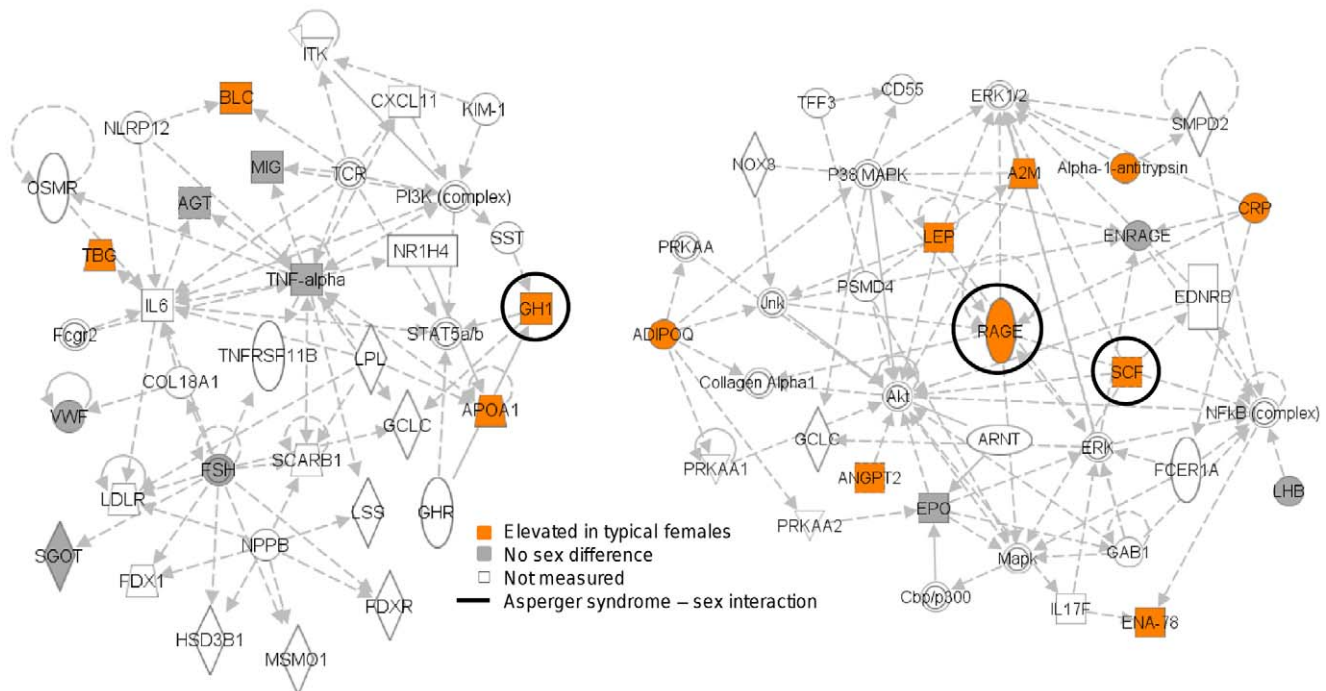 ITK
BLC
CXCL11
KIM-1
NLRP12
MIG
TCR
OSMR
PI3K (complex)
AGT
SST
TBG
NR1H4
TNF-alpha
IL6
GH1
Fcgr2
STAT5a/b
TNFRSF11B
LPL
COL18A1
VWF
APOA1
GCLC
SCARB1
FSH
LDLR
LSS
GHR
NPPB
SGOT
FDX1
FDXR
HSD3B1
MSMO1
Elevated in typical females
No sex difference
Not measured
Asperger syndrome – sex interaction
CD55
ERK1/2
TFF3
SMPD2
NOX3
P38 MAPK
A2M
Alpha-1-antitrypsin
CRP
LEP
ENRAGE
PRKAA
PSMD4
EDNRB
Jnk
RAGE
ADIPOQ
SCF
Collagen Alpha1
Akt
NFkB (complex)
GCLC
ARNT
ERK
PRKAA1
FCER1A
ANGPT2
LHB
EPO
PRKAA2
Mapk
GAB1
Cbp/p300
IL17F
ENA-78